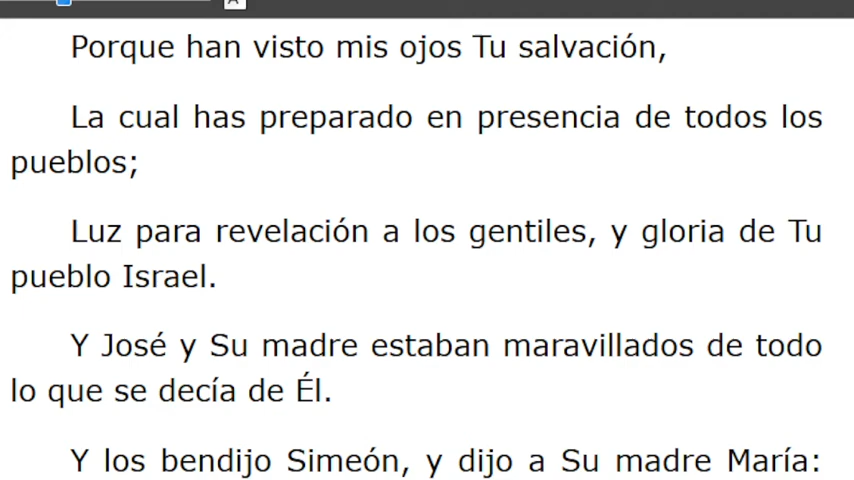 Porque han visto mis ojos Tu salvación,
La cual has preparado en presencia de todos los
pueblos;
Luz para revelación a los gentiles, y gloria de Tu
pueblo Israel.
Y José y Su madre estaban maravillados de todo
lo que se decía de Él.
Y los bendijo Simeón, y dijo a Su madre María: